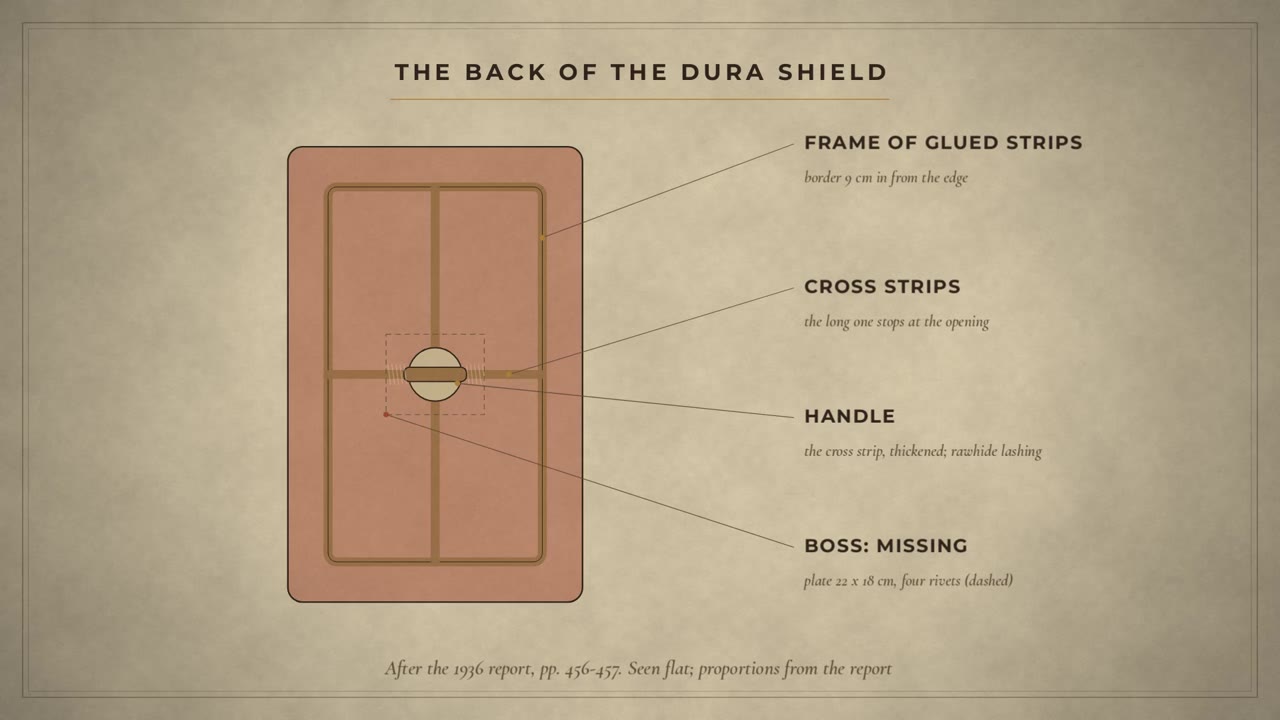 THE BACK OF THE DURA SHIELD
FRAME OF GLUED STRIPS
border 9 cm in from the edge
CROSS STRIPS
the long one stops at the opening
HANDLE
the cross strip, thickened; rawhide lashing
BOSS: MISSING
plate 22 x 18 cm, four rivets (dashed)
After the 1936 report, pp. 456-457. Seen flat; proportions from the report